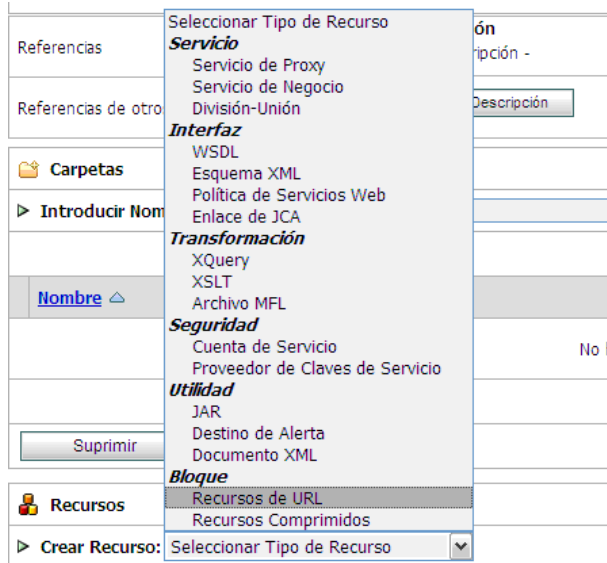 Seleccionar Tipo de Recurso
Servicio
ón
Referencias
Servicio de Proxy
ripción -
Servicio de Negocio
Referencias de otro
División-Unión
Descripción
Interfaz
WSDL
Carpetas
Esquema XML
Política de Servicios Web
Introducir Nom
Enlace de JCA
Transformación
XQuery
XSLT
Nombre
Archivo MFL
Seguridad
Cuenta de Servicio
No
Proveedor de Claves de Servicio
Utilidad
JAR
Destino de Alerta
Suprimir
Documento XML
Bloque
Recursos de URL
Recursos
Recursos Comprimidos
Crear Recurso: Seleccionar Tipo de Recurso